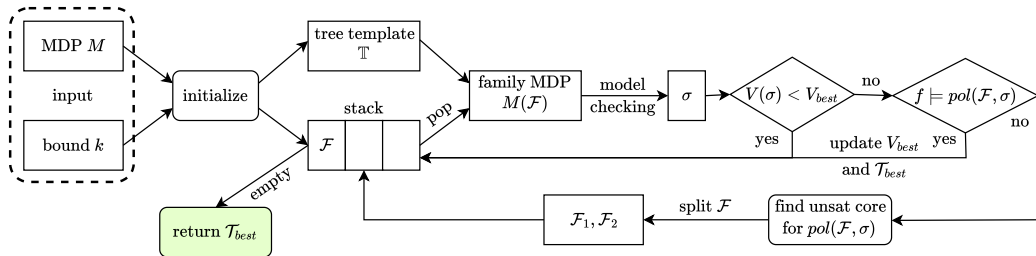 MDP M
input
bound k
initialize
tree template
𝕋
stack
ℱ
empty
return 𝒯_best
pop
family MDP
M(ℱ)
model
checking
σ
V(σ) < V_best
no
yes
f ⊨ pol(ℱ, σ)
no
yes
update V_best
and 𝒯_best
ℱ₁, ℱ₂
split ℱ
find unsat core
for pol(ℱ, σ)